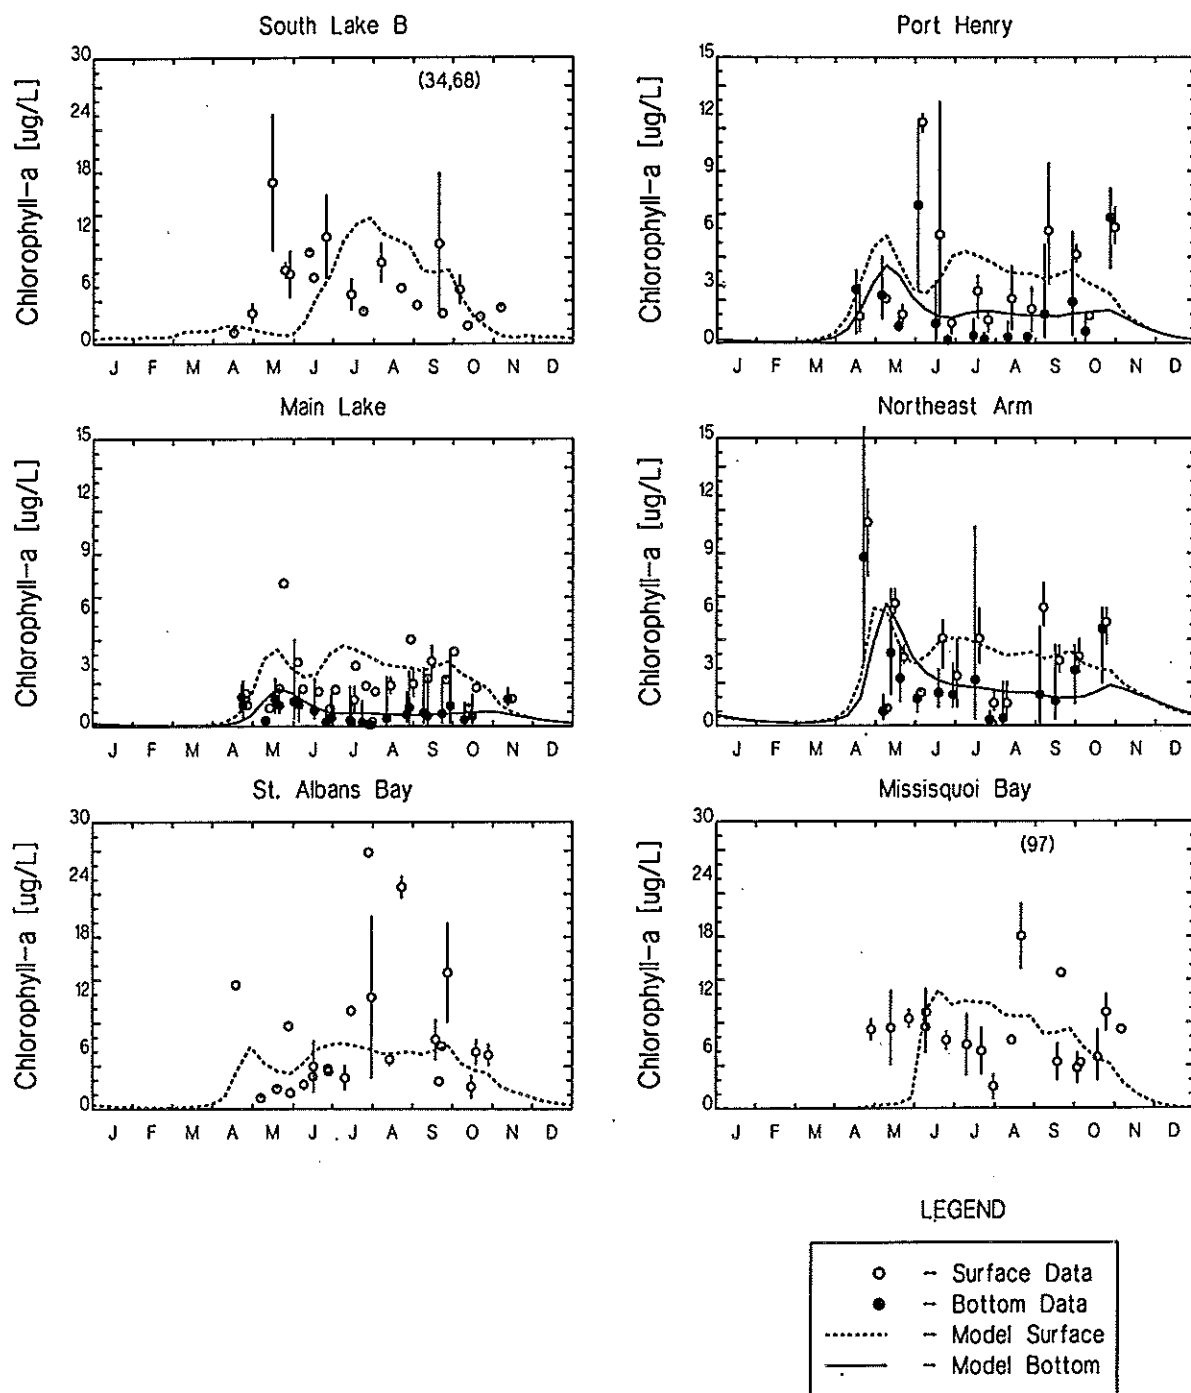 South Lake B
Port Henry
Chlorophyll-a [ug/L]
30
24
18
12
6
0
(34,68)
J F M A M J J A S O N D
Chlorophyll-a [ug/L]
15
12
9
6
3
0
J F M A M J J A S O N D
Main Lake
Northeast Arm
Chlorophyll-a [ug/L]
15
12
9
6
3
0
J F M A M J J A S O N D
Chlorophyll-a [ug/L]
15
12
9
6
3
0
J F M A M J J A S O N D
St. Albans Bay
Missisquoi Bay
Chlorophyll-a [ug/L]
30
24
18
12
6
0
J F M A M J J A S O N D
Chlorophyll-a [ug/L]
30
24
18
12
6
0
(97)
J F M A M J J A S O N D
LEGEND
- Surface Data
- Bottom Data
- Model Surface
- Model Bottom